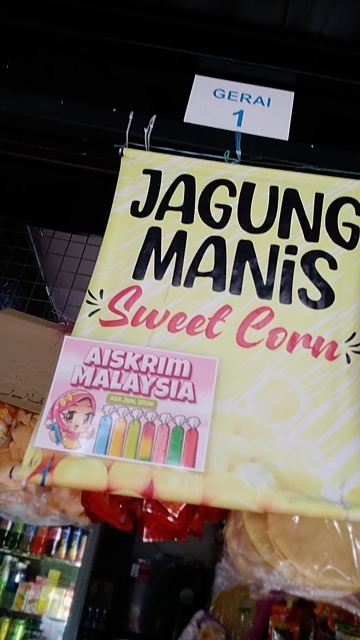 GERAI
1
JAGUNG
MANiS
Sweet Corn
AISKRIM
MALAYSIA
ADA JUAL DISINI